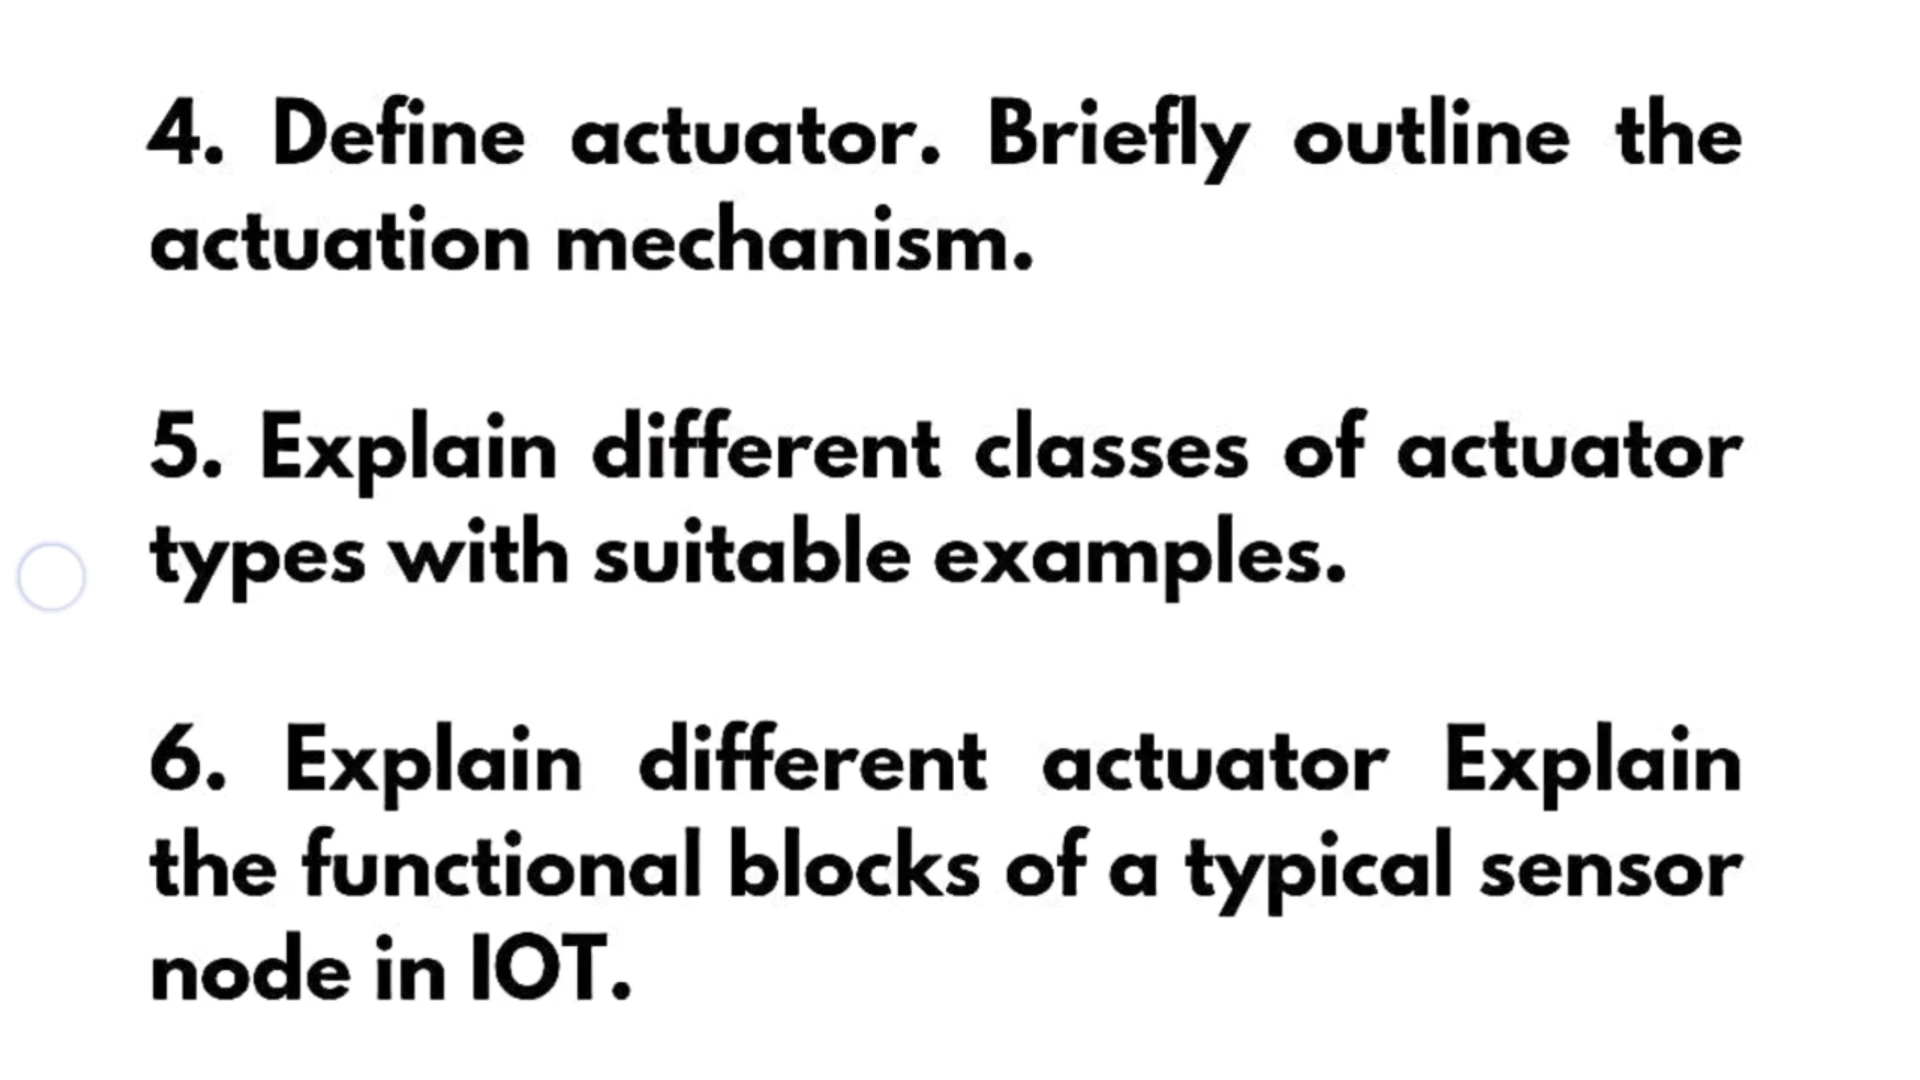 4. Define actuator. Briefly outline the
actuation mechanism.
5. Explain different classes of actuator
types with suitable examples.
6. Explain different actuator Explain
the functional blocks of a typical sensor
node in IOT.